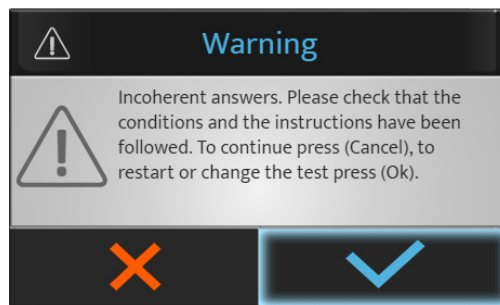 Warning
Incoherent answers. Please check that the
conditions and the instructions have been
followed. To continue press (Cancel), to
restart or change the test press (Ok).